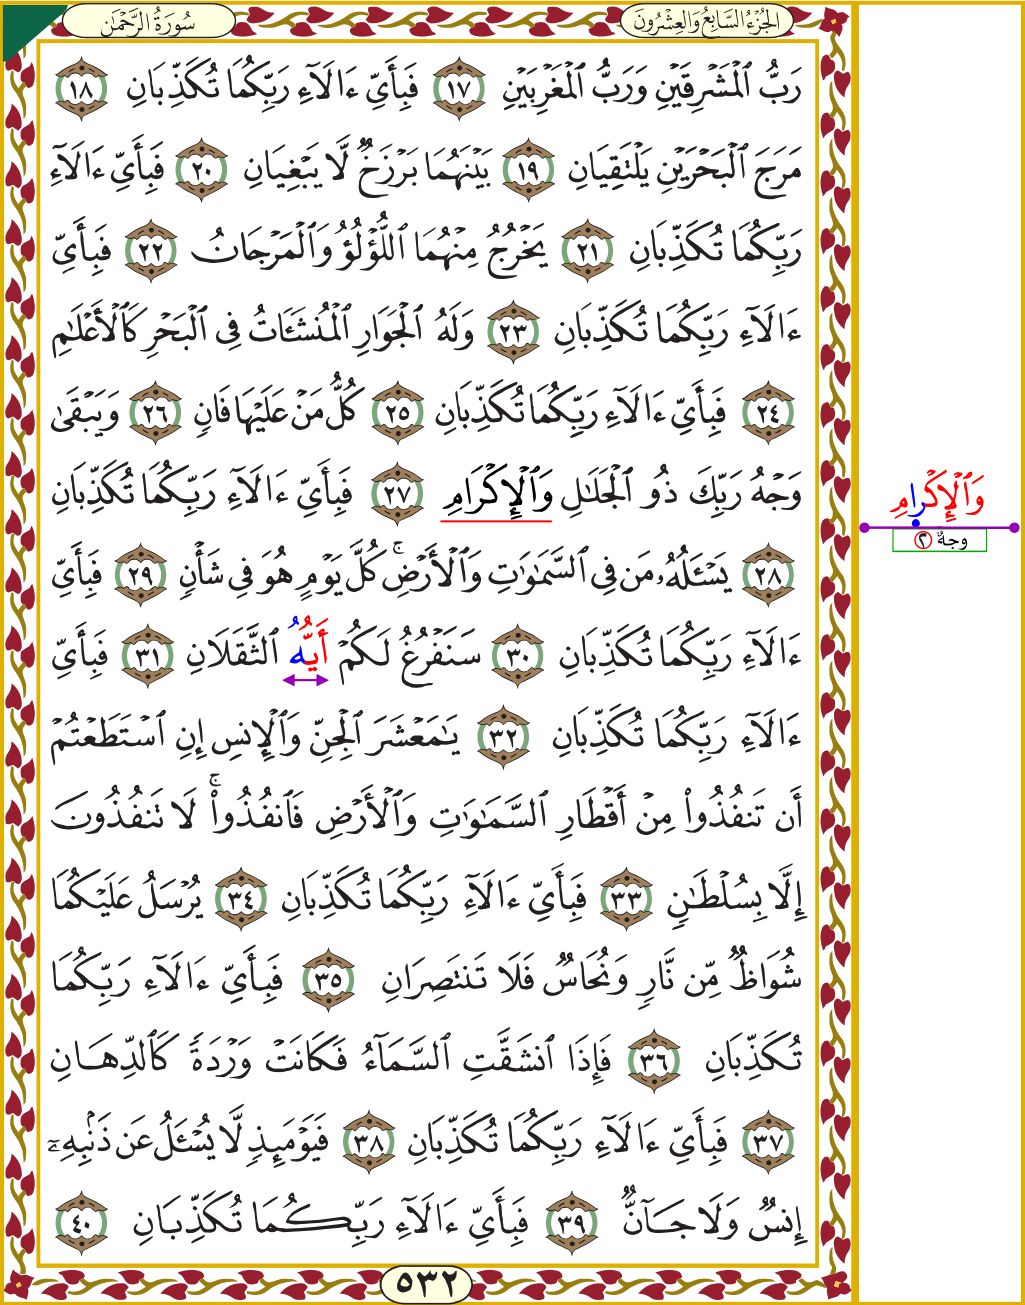 الجُزْءُ السَّابِعُ وَالعِشْرُونَ
سُورَةُ الرَّحْمَٰن
رَبُّ ٱلْمَشْرِقَيْنِ وَرَبُّ ٱلْمَغْرِبَيْنِ ١٧ فَبِأَيِّ ءَالَآءِ رَبِّكُمَا تُكَذِّبَانِ ١٨
مَرَجَ ٱلْبَحْرَيْنِ يَلْتَقِيَانِ ١٩ بَيْنَهُمَا بَرْزَخٌ لَّا يَبْغِيَانِ ٢٠ فَبِأَيِّ ءَالَآءِ
رَبِّكُمَا تُكَذِّبَانِ ٢١ يَخْرُجُ مِنْهُمَا ٱللُّؤْلُؤُ وَٱلْمَرْجَانُ ٢٢ فَبِأَيِّ
ءَالَآءِ رَبِّكُمَا تُكَذِّبَانِ ٢٣ وَلَهُ ٱلْجَوَارِ ٱلْمُنشَـَٔاتُ فِى ٱلْبَحْرِ كَٱلْأَعْلَٰمِ
٢٤ فَبِأَيِّ ءَالَآءِ رَبِّكُمَا تُكَذِّبَانِ ٢٥ كُلُّ مَنْ عَلَيْهَا فَانٍ ٢٦ وَيَبْقَىٰ
وَجْهُ رَبِّكَ ذُو ٱلْجَلَٰلِ وَٱلْإِكْرَامِ ٢٧ فَبِأَيِّ ءَالَآءِ رَبِّكُمَا تُكَذِّبَانِ
وَٱلْإِكْرَامِ
وجهٌ ٢
٢٨ يَسْـَٔلُهُۥ مَن فِى ٱلسَّمَٰوَٰتِ وَٱلْأَرْضِ ۚ كُلَّ يَوْمٍ هُوَ فِى شَأْنٍ ٢٩ فَبِأَيِّ
ءَالَآءِ رَبِّكُمَا تُكَذِّبَانِ ٣٠ سَنَفْرُغُ لَكُمْ أَيُّهُ ٱلثَّقَلَانِ ٣١ فَبِأَيِّ
ءَالَآءِ رَبِّكُمَا تُكَذِّبَانِ ٣٢ يَٰمَعْشَرَ ٱلْجِنِّ وَٱلْإِنسِ إِنِ ٱسْتَطَعْتُمْ
أَن تَنفُذُوا۟ مِنْ أَقْطَارِ ٱلسَّمَٰوَٰتِ وَٱلْأَرْضِ فَٱنفُذُوا۟ ۚ لَا تَنفُذُونَ
إِلَّا بِسُلْطَٰنٍ ٣٣ فَبِأَيِّ ءَالَآءِ رَبِّكُمَا تُكَذِّبَانِ ٣٤ يُرْسَلُ عَلَيْكُمَا
شُوَاظٌ مِّن نَّارٍ وَنُحَاسٌ فَلَا تَنتَصِرَانِ ٣٥ فَبِأَيِّ ءَالَآءِ رَبِّكُمَا
تُكَذِّبَانِ ٣٦ فَإِذَا ٱنشَقَّتِ ٱلسَّمَآءُ فَكَانَتْ وَرْدَةً كَٱلدِّهَانِ
٣٧ فَبِأَيِّ ءَالَآءِ رَبِّكُمَا تُكَذِّبَانِ ٣٨ فَيَوْمَئِذٍ لَّا يُسْـَٔلُ عَن ذَنۢبِهِۦٓ
إِنسٌ وَلَا جَآنٌّ ٣٩ فَبِأَيِّ ءَالَآءِ رَبِّكُمَا تُكَذِّبَانِ ٤٠
٥٣٢